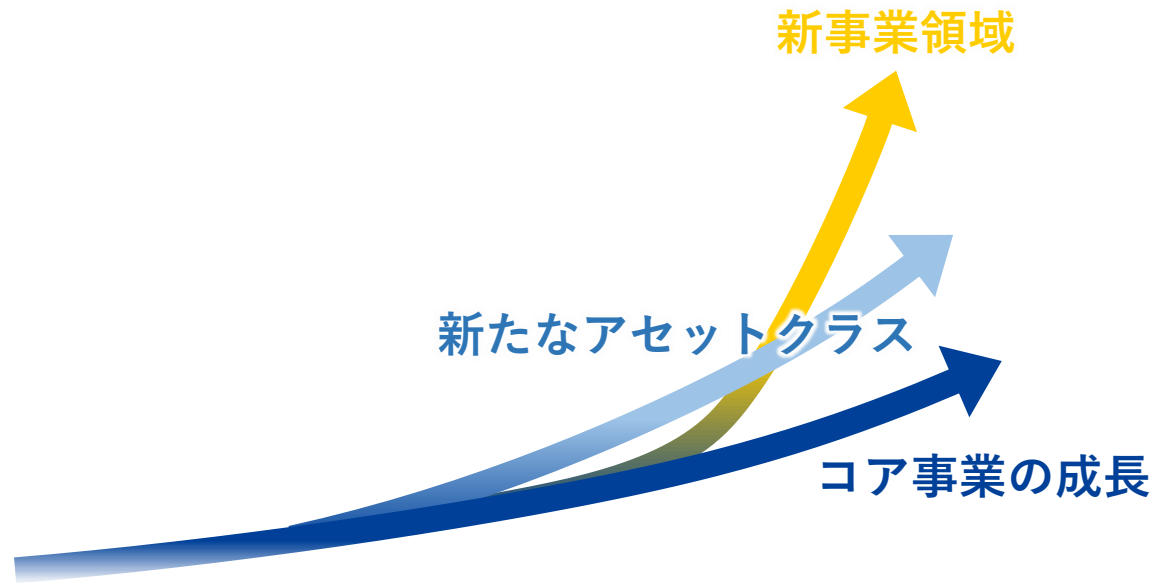 新事業領域
新たなアセットクラス
コア事業の成長